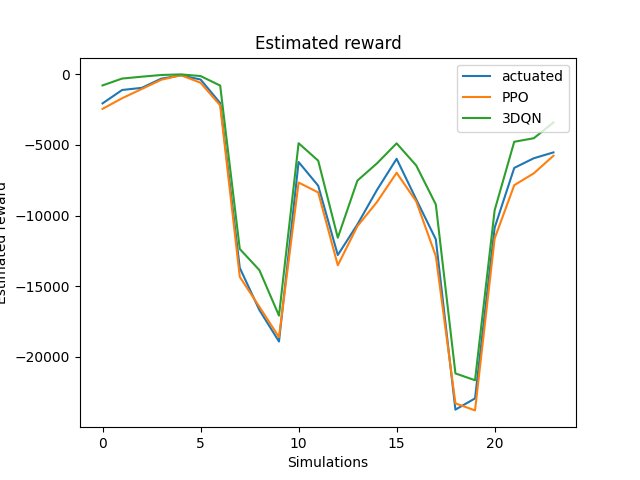 Estimated reward
actuated
PPO
3DQN
0
−5000
−10000
−15000
−20000
Estimated reward
0
5
10
15
20
Simulations